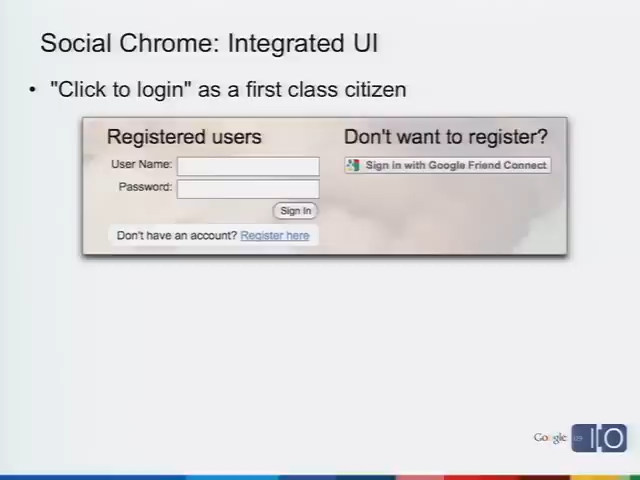 Social Chrome: Integrated UI
• "Click to login" as a first class citizen
Registered users
User Name:
Password:
Sign In
Don't have an account? Register here
Don't want to register?
Sign in with Google Friend Connect
Google IO